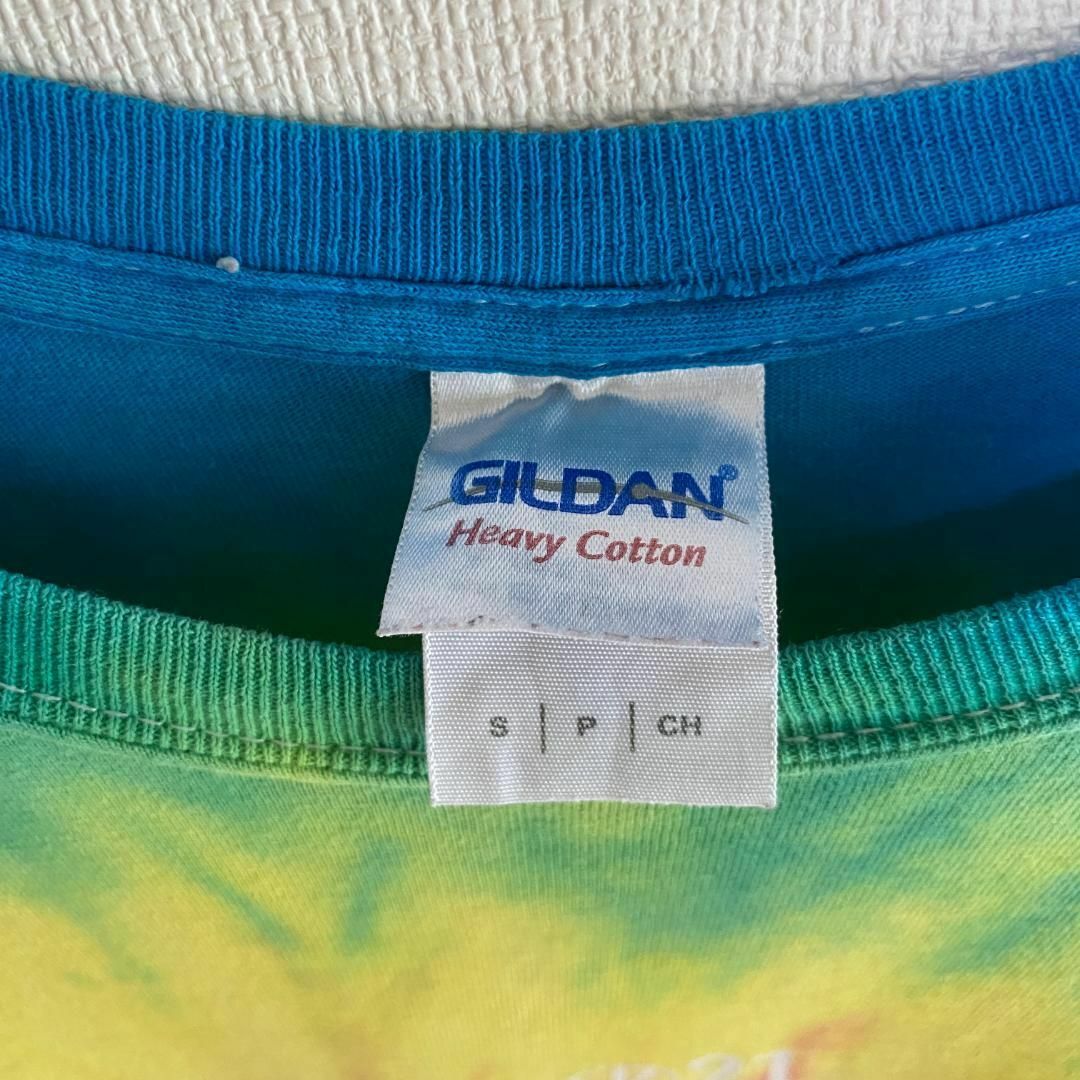 GILDAN®
Heavy Cotton
S | P | CH